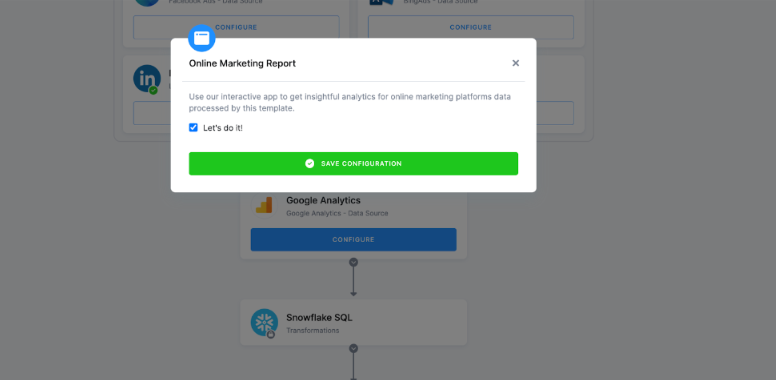 Facebook Ads - Data Source
BingAds - Data Source
CONFIGURE
CONFIGURE
Online Marketing Report
×
Use our interactive app to get insightful analytics for online marketing platforms data
processed by this template.
Let's do it!
SAVE CONFIGURATION
in
Google Analytics
Google Analytics - Data Source
CONFIGURE
Snowflake SQL
Transformations